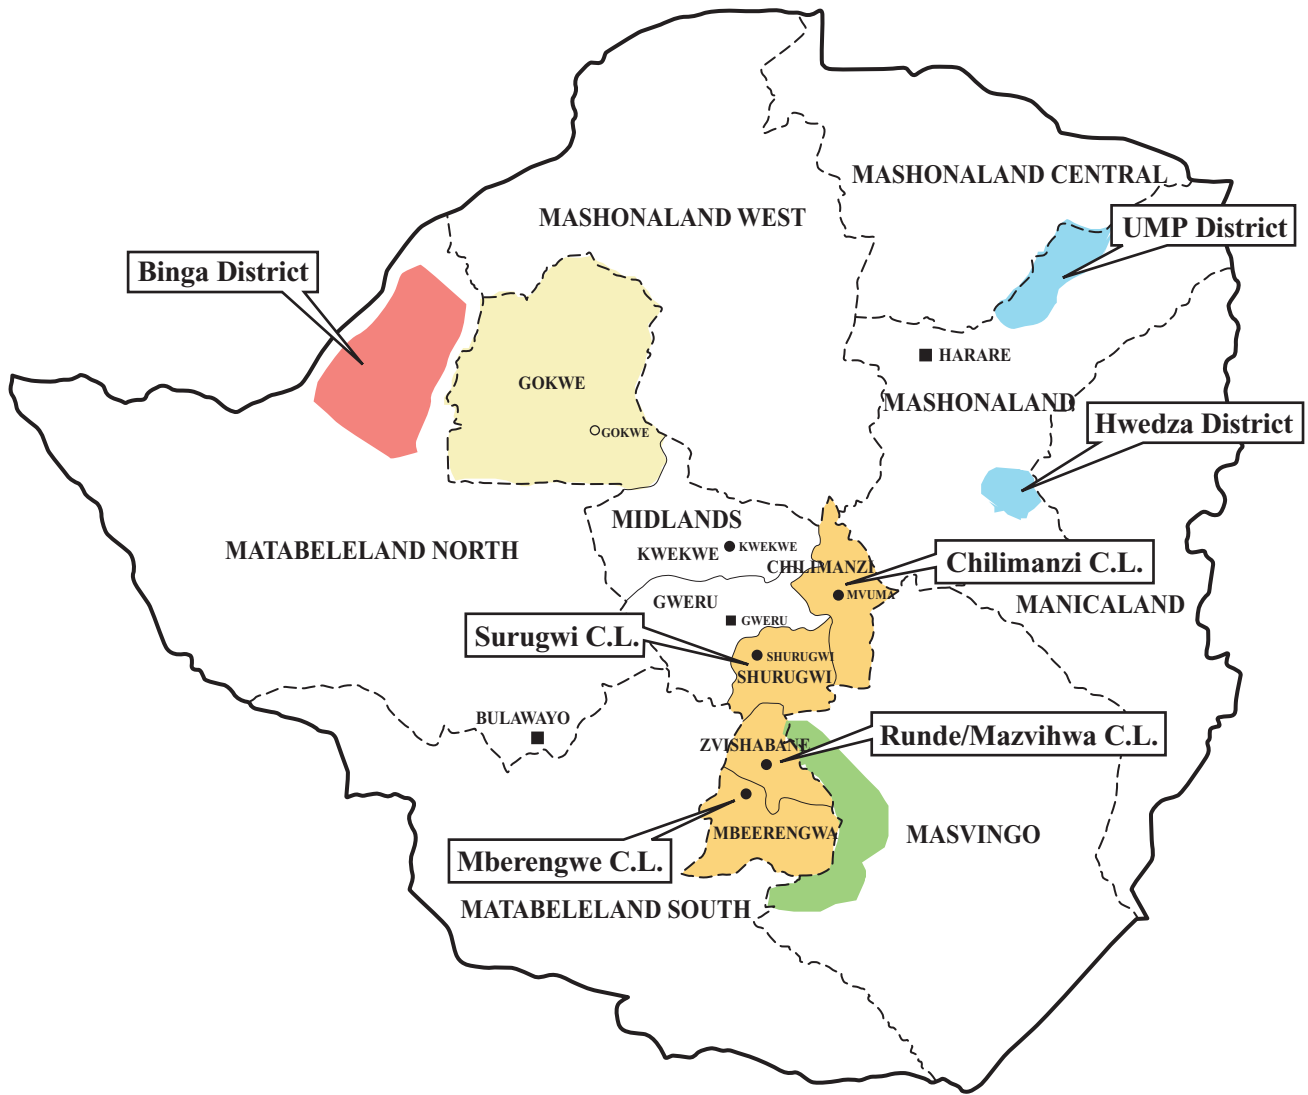 MASHONALAND CENTRAL
MASHONALAND WEST
UMP District
Binga District
HARARE
GOKWE
MASHONALAND
GOKWE
Hwedza District
MIDLANDS
MATABELELAND NORTH
KWEKWE
KWEKWE
CHILIMANZI
Chilimanzi C.L.
GWERU
MVUMA
MANICALAND
GWERU
Surugwi C.L.
SHURUGWI
SHURUGWI
BULAWAYO
ZVISHABANE
Runde/Mazvihwa C.L.
MBEERENGWA
MASVINGO
Mberengwe C.L.
MATABELELAND SOUTH